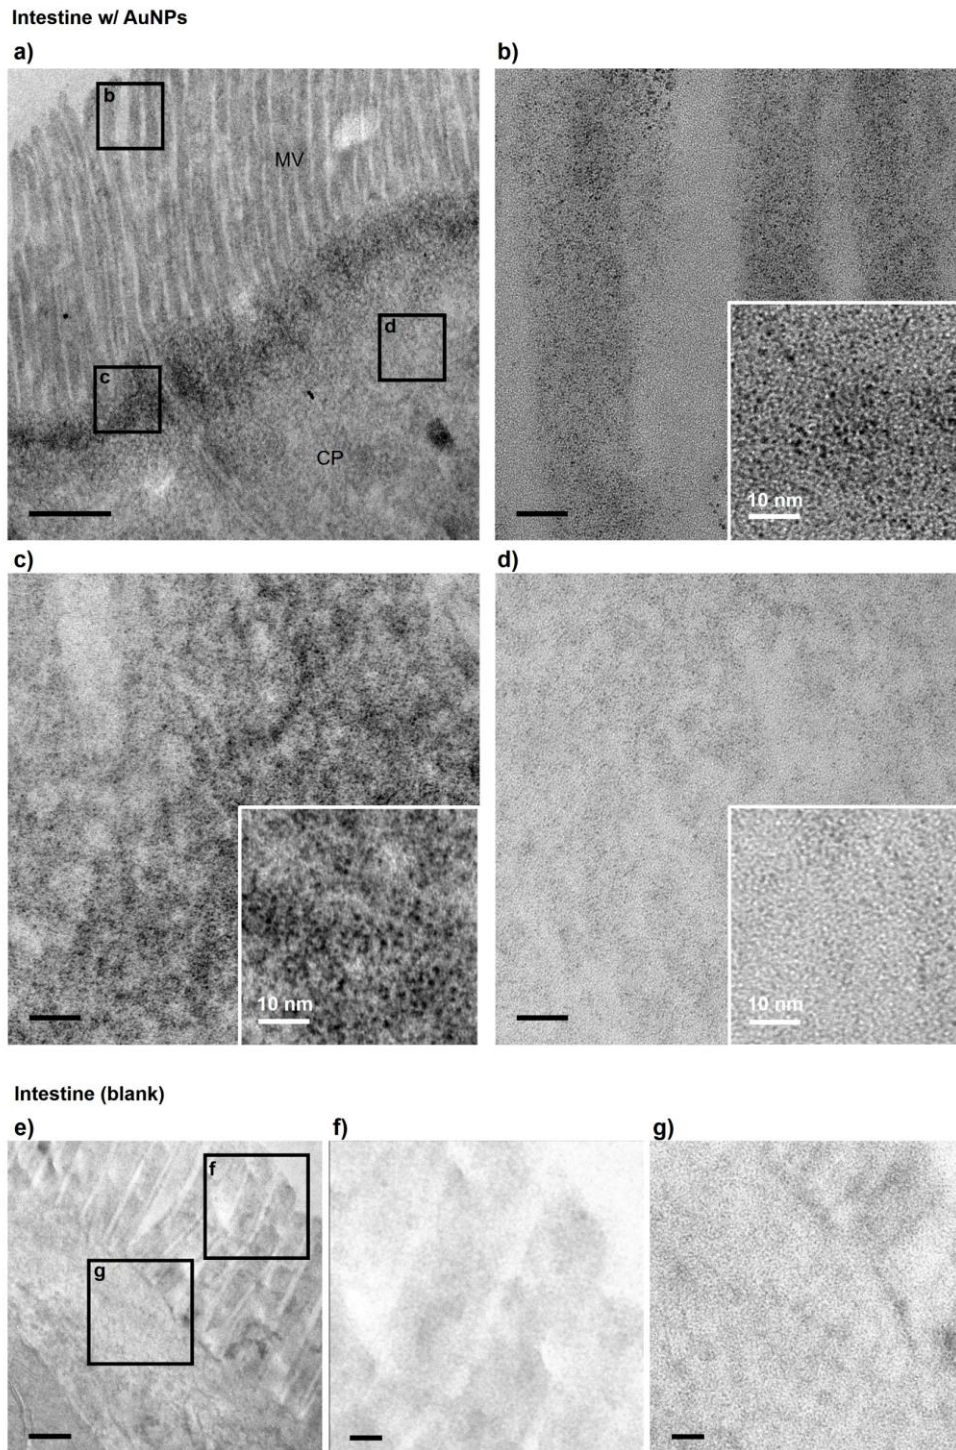 Intestine w/ AuNPs
a)
b)
b
MV
c
d
CP
10 nm
c)
d)
10 nm
10 nm
Intestine (blank)
e)
f)
g)
f
g